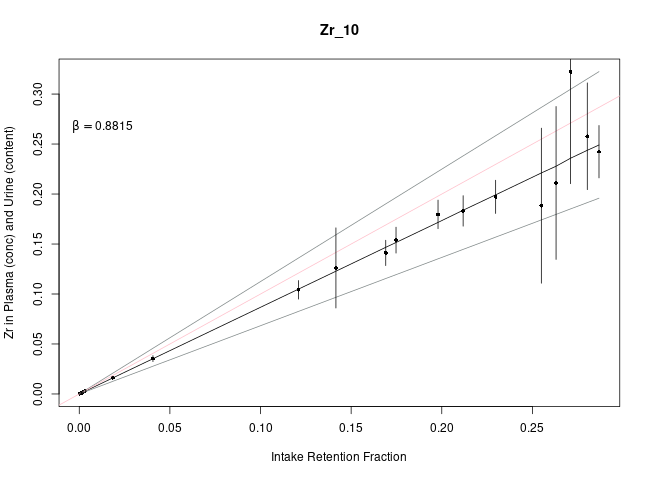 Zr_10
β = 0.8815
Zr in Plasma (conc) and Urine (content)
0.30
0.25
0.20
0.15
0.10
0.05
0.00
0.00 0.05 0.10 0.15 0.20 0.25
Intake Retention Fraction